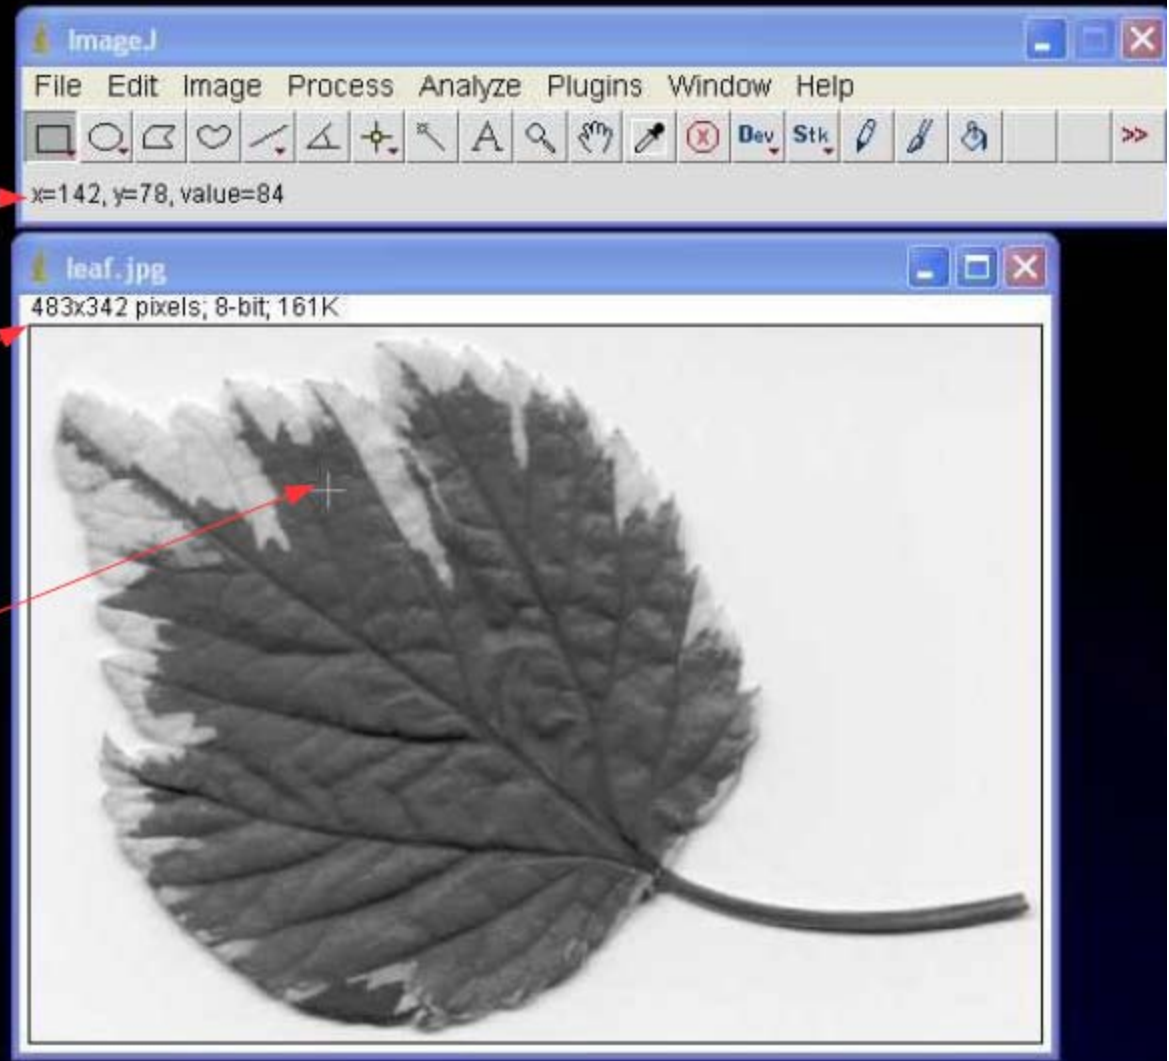 ImageJ
File Edit Image Process Analyze Plugins Window Help
A Dev Stk >>
x=142, y=78, value=84
leaf.jpg
483x342 pixels; 8-bit; 161K